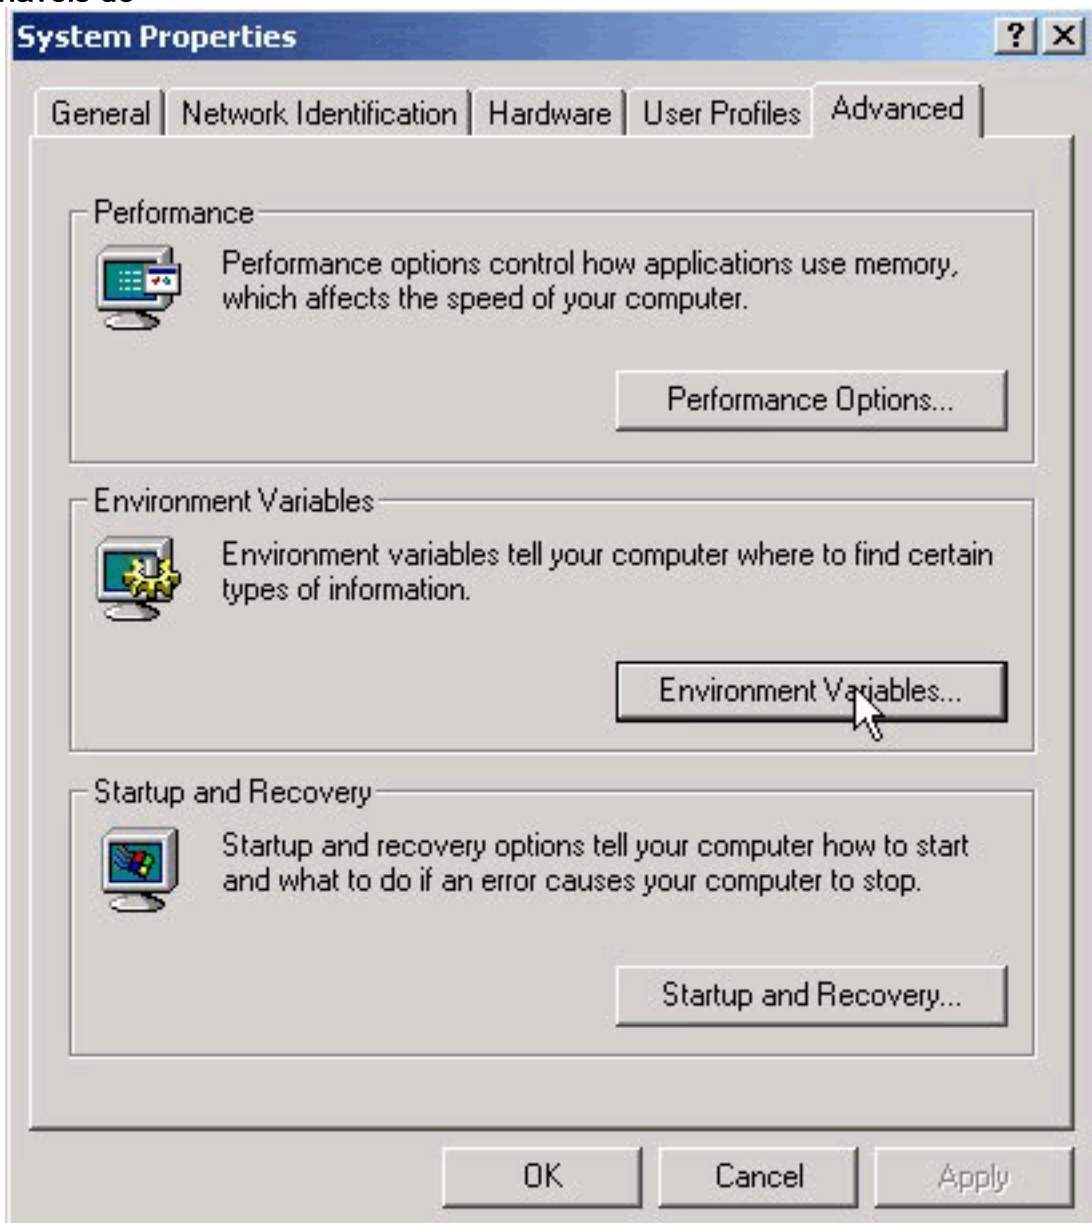 System Properties
General Network Identification Hardware User Profiles Advanced
Performance
Performance options control how applications use memory,
which affects the speed of your computer.
Performance Options...
Environment Variables
Environment variables tell your computer where to find certain
types of information.
Environment Variables...
Startup and Recovery
Startup and recovery options tell your computer how to start
and what to do if an error causes your computer to stop.
Startup and Recovery...
OK Cancel Apply